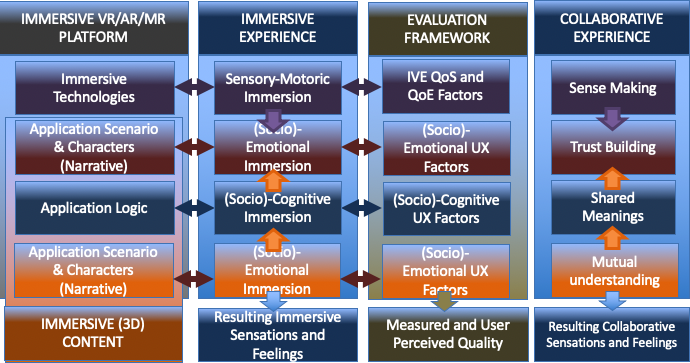 IMMERSIVE VR/AR/MR
PLATFORM
IMMERSIVE
EXPERIENCE
EVALUATION
FRAMEWORK
COLLABORATIVE
EXPERIENCE
Immersive
Technologies
Sensory-Motoric
Immersion
IVE QoS and
QoE Factors
Sense Making
Application Scenario
& Characters
(Narrative)
(Socio)-
Emotional
Immersion
(Socio)-
Emotional UX
Factors
Trust Building
Application Logic
(Socio)-Cognitive
Immersion
(Socio)-Cognitive
UX Factors
Shared
Meanings
Application Scenario
& Characters
(Narrative)
(Socio)-
Emotional
Immersion
(Socio)-
Emotional UX
Factors
Mutual
understanding
IMMERSIVE (3D)
CONTENT
Resulting Immersive
Sensations and
Feelings
Measured and User
Perceived Quality
Resulting Collaborative
Sensations and Feelings